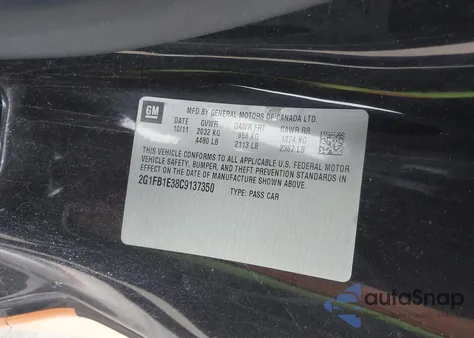 GM
MFD BY GENERAL MOTORS OF CANADA LTD.
DATE GVWR GAWR FRT GAWR RR
10/11 2032 KG 958 KG 1074 KG
4480 LB 2113 LB 2367 LB
THIS VEHICLE CONFORMS TO ALL APPLICABLE U.S. FEDERAL MOTOR
VEHICLE SAFETY, BUMPER, AND THEFT PREVENTION STANDARDS IN
EFFECT ON THE DATE OF MANUFACTURE SHOWN ABOVE.
2G1FB1E38C9137350 TYPE: PASS CAR
autoSnap